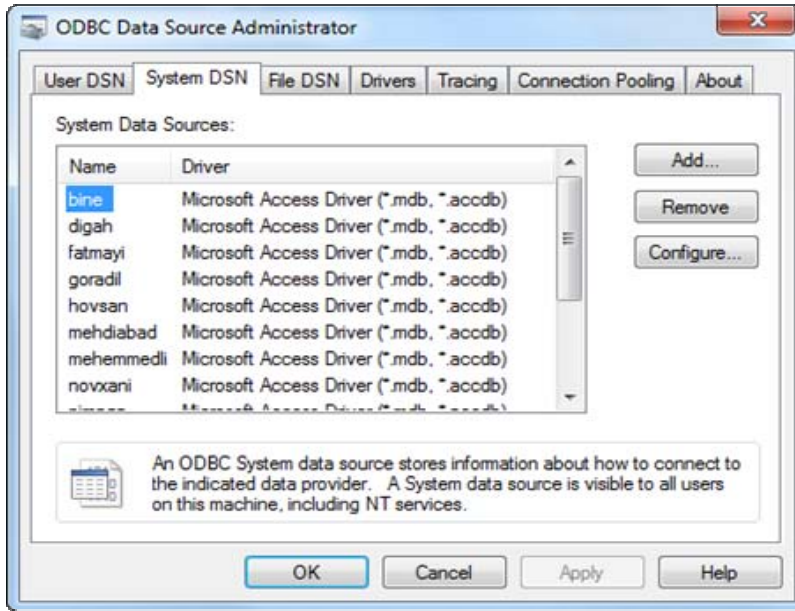 ODBC Data Source Administrator
User DSN System DSN File DSN Drivers Tracing Connection Pooling About
System Data Sources:
Name Driver
bine Microsoft Access Driver (*.mdb, *.accdb)
digah Microsoft Access Driver (*.mdb, *.accdb)
fatmayi Microsoft Access Driver (*.mdb, *.accdb)
goradil Microsoft Access Driver (*.mdb, *.accdb)
hovsan Microsoft Access Driver (*.mdb, *.accdb)
mehdiabad Microsoft Access Driver (*.mdb, *.accdb)
mehemmedli Microsoft Access Driver (*.mdb, *.accdb)
novxani Microsoft Access Driver (*.mdb, *.accdb)
Add...
Remove
Configure...
An ODBC System data source stores information about how to connect to
the indicated data provider. A System data source is visible to all users
on this machine, including NT services.
OK Cancel Apply Help